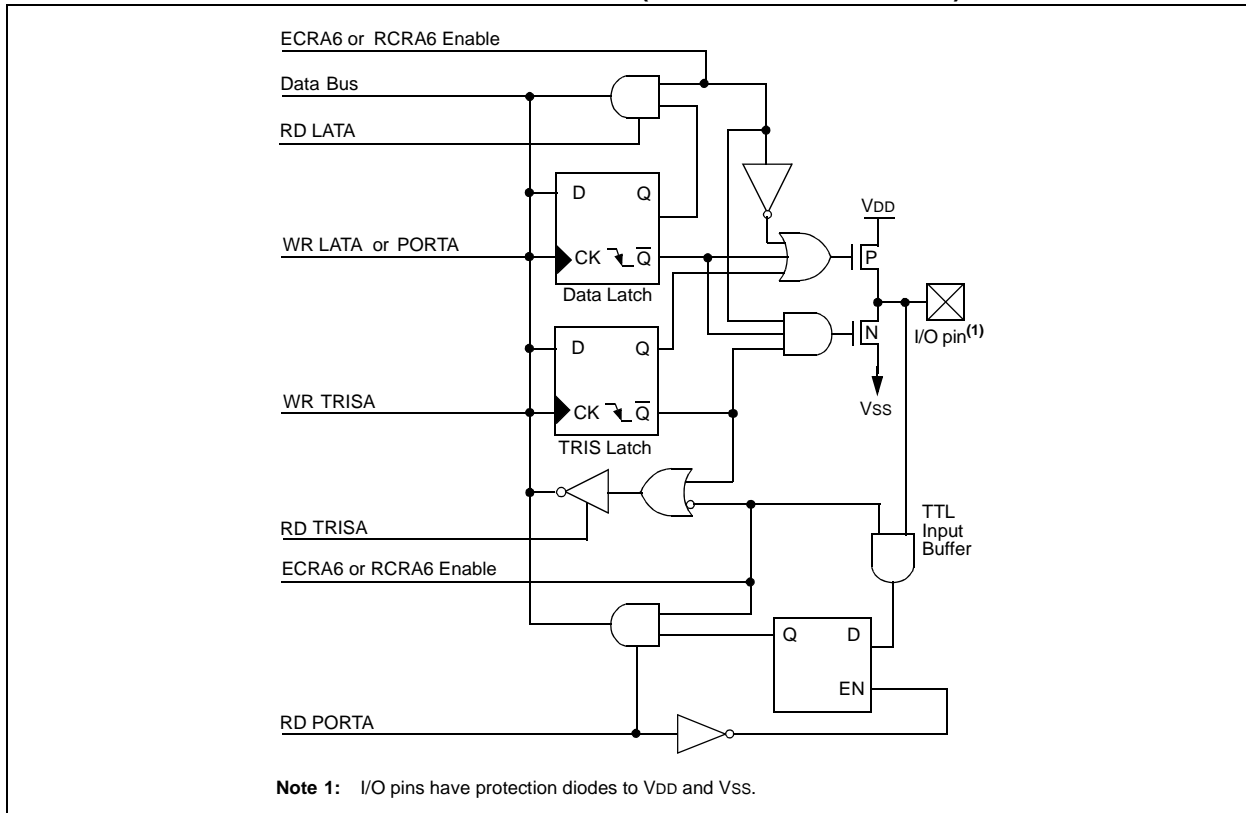 ECRA6 or RCRA6 Enable
Data Bus
RD LATA
D Q
VDD
WR LATA or PORTA
CK Q
P
Data Latch
I/O pin(1)
N
D Q
WR TRISA
CK Q
VSS
TRIS Latch
TTL
Input
Buffer
RD TRISA
ECRA6 or RCRA6 Enable
Q D
EN
RD PORTA
Note 1: I/O pins have protection diodes to VDD and VSS.